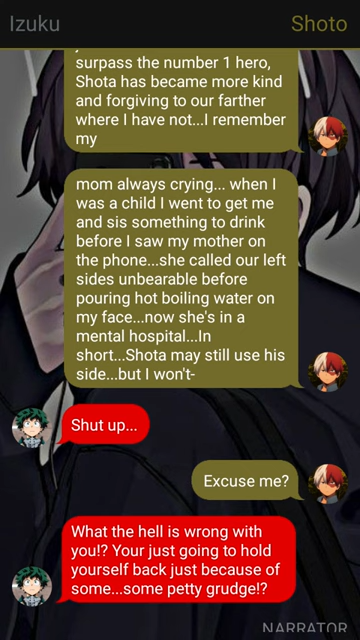 Izuku
Shoto
surpass the number 1 hero,
Shota has became more kind
and forgiving to our farther
where I have not...I remember
my
mom always crying... when I
was a child I went to get me
and sis something to drink
before I saw my mother on
the phone...she called our left
sides unbearable before
pouring hot boiling water on
my face...now she's in a
mental hospital...In
short...Shota may still use his
side...but I won't-
Shut up...
Excuse me?
What the hell is wrong with
you!? Your just going to hold
yourself back just because of
some...some petty grudge!?
NARRATOR